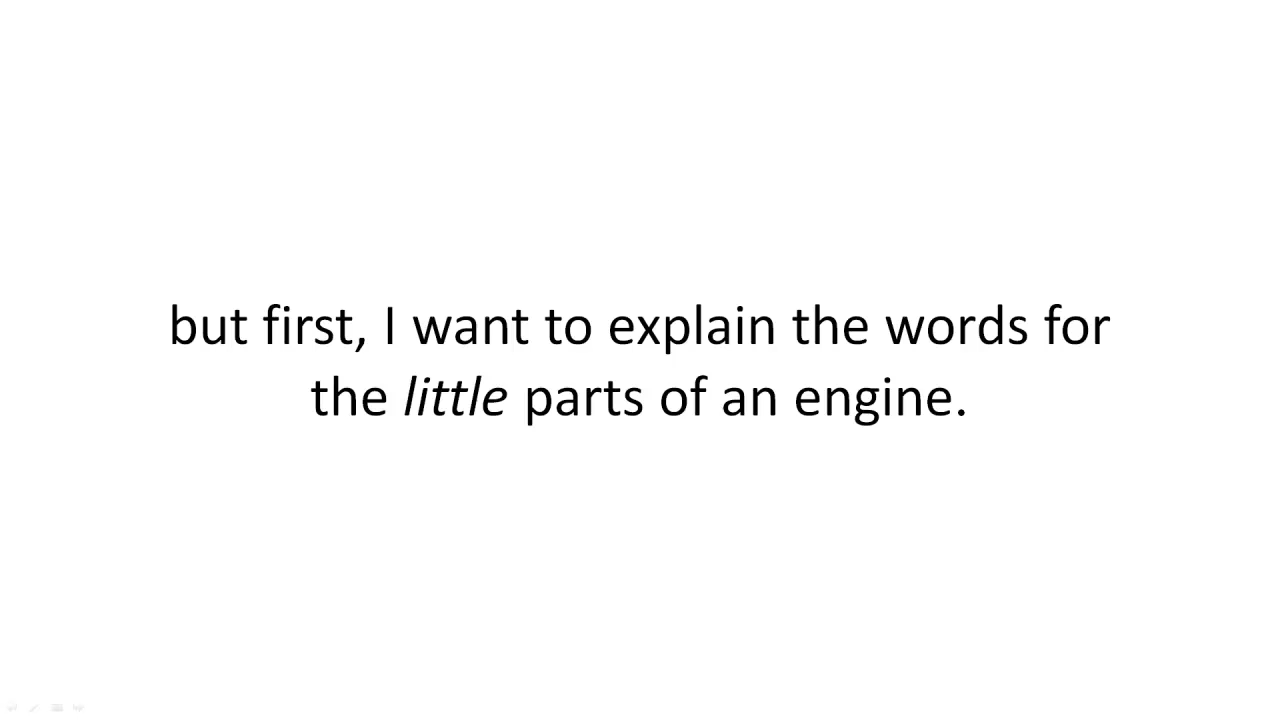 but first, I want to explain the words for
the little parts of an engine.